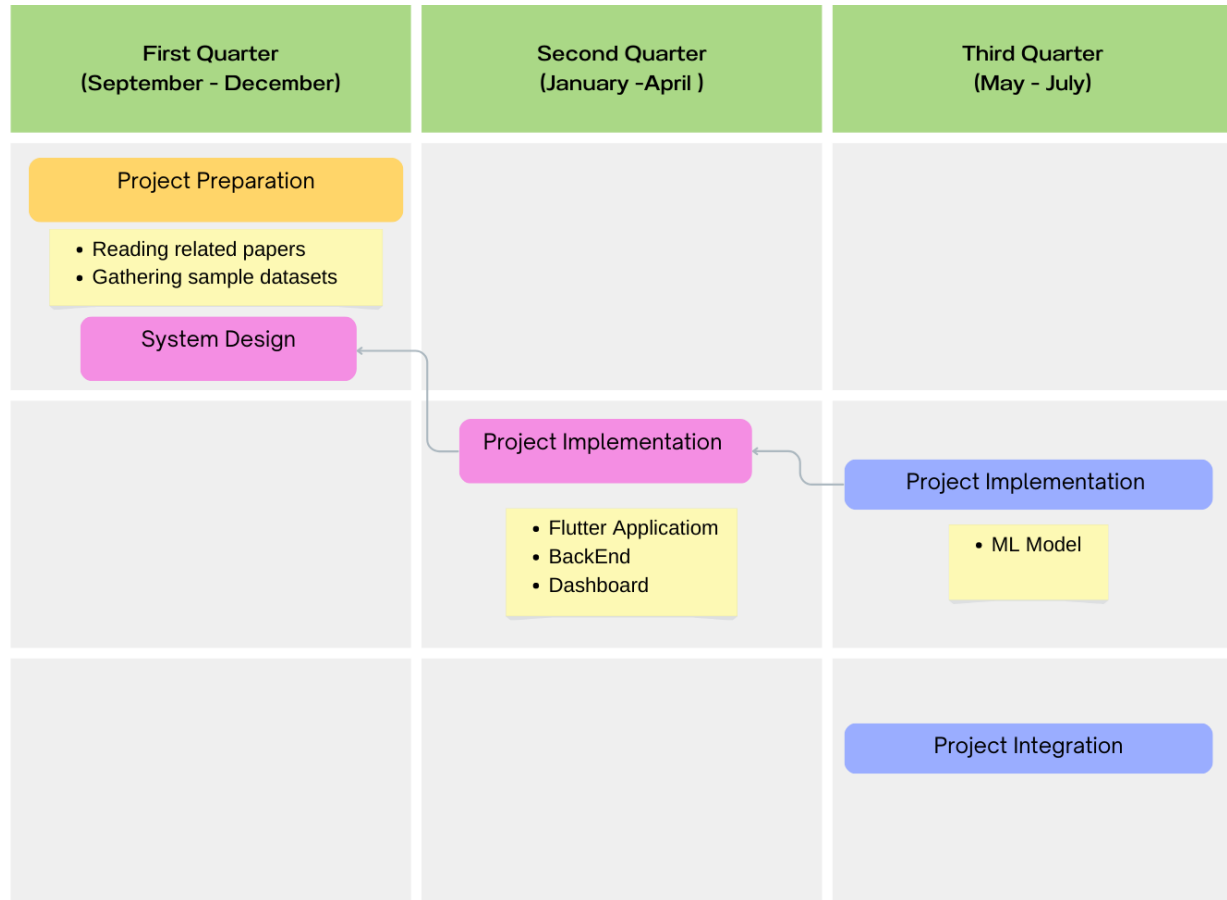 First Quarter
(September - December)
Second Quarter
(January -April )
Third Quarter
(May - July)
Project Preparation
• Reading related papers
• Gathering sample datasets
System Design
Project Implementation
• Flutter Applicatiom
• BackEnd
• Dashboard
Project Implementation
• ML Model
Project Integration